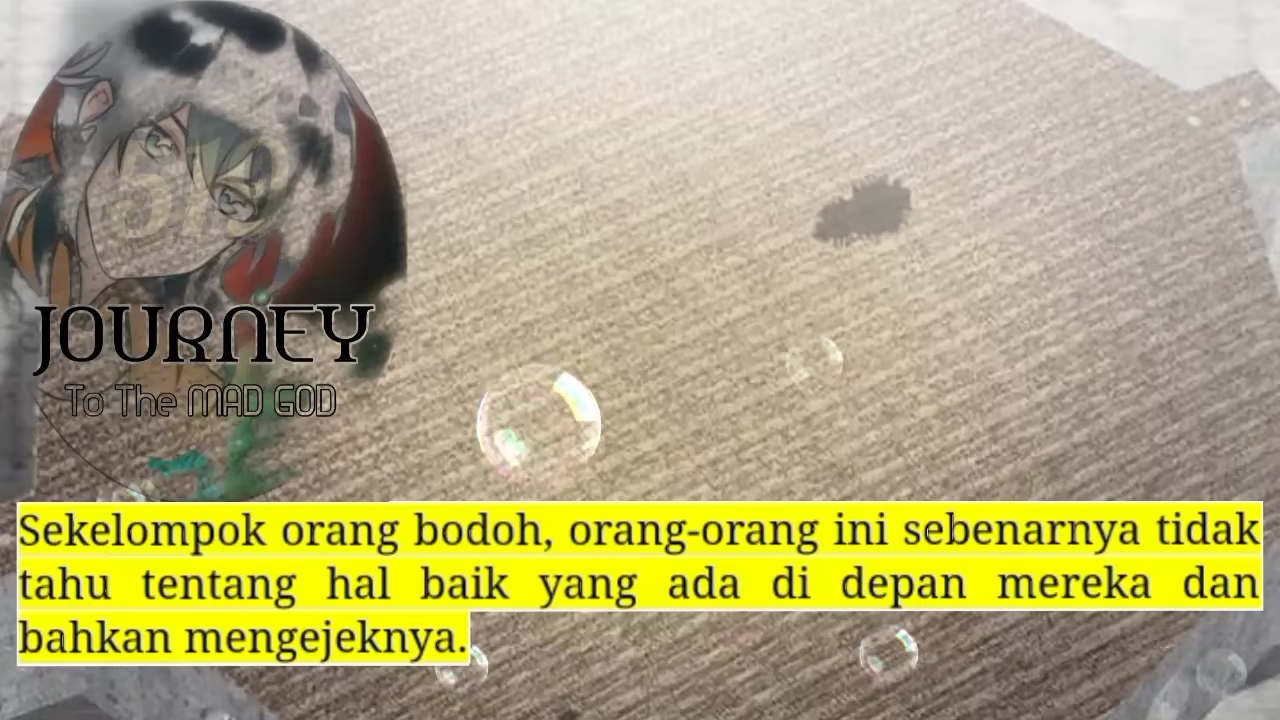 JOURNEY
To The MAD GOD
Sekelompok orang bodoh, orang-orang ini sebenarnya tidak
tahu tentang hal baik yang ada di depan mereka dan
bahkan mengejeknya.